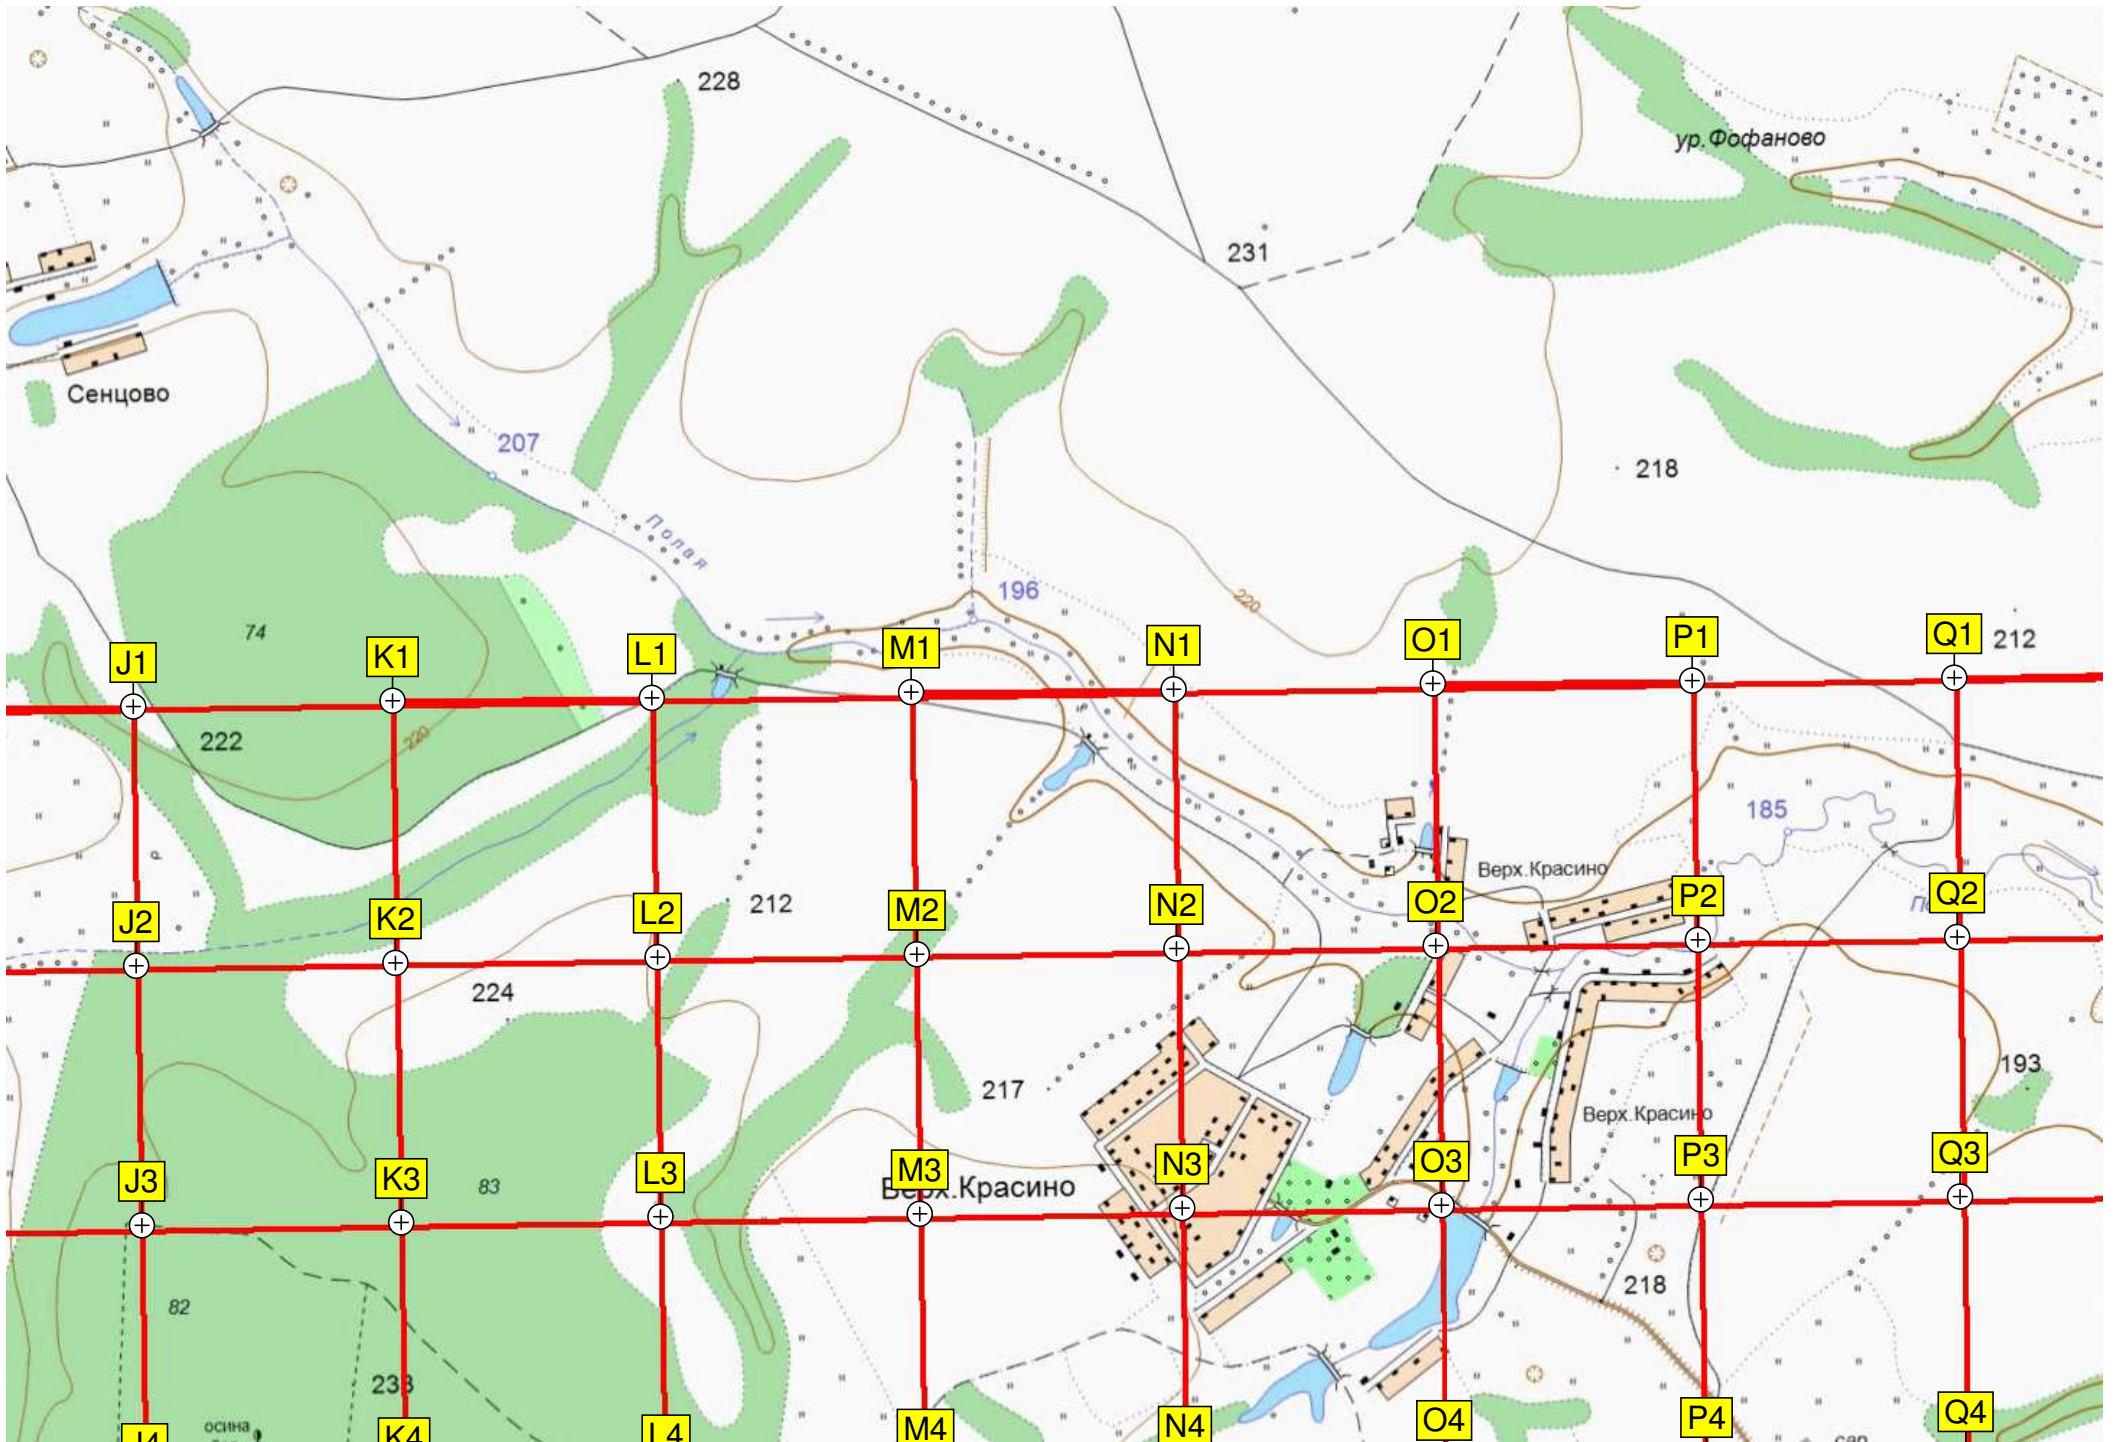 228
ур.Фофаново
231
Сенцово
207
218
Полая
196
220
74
J1
K1
L1
M1
N1
O1
P1
Q1
212
222
220
185
Верх.Красино
J2
K2
L2
212
M2
N2
O2
P2
Q2
224
217
193
Верх.Красино
J3
K3
83
L3
M3
Верх.Красино
N3
O3
P3
Q3
82
218
233
осина
J4
K4
L4
M4
N4
O4
P4
Q4